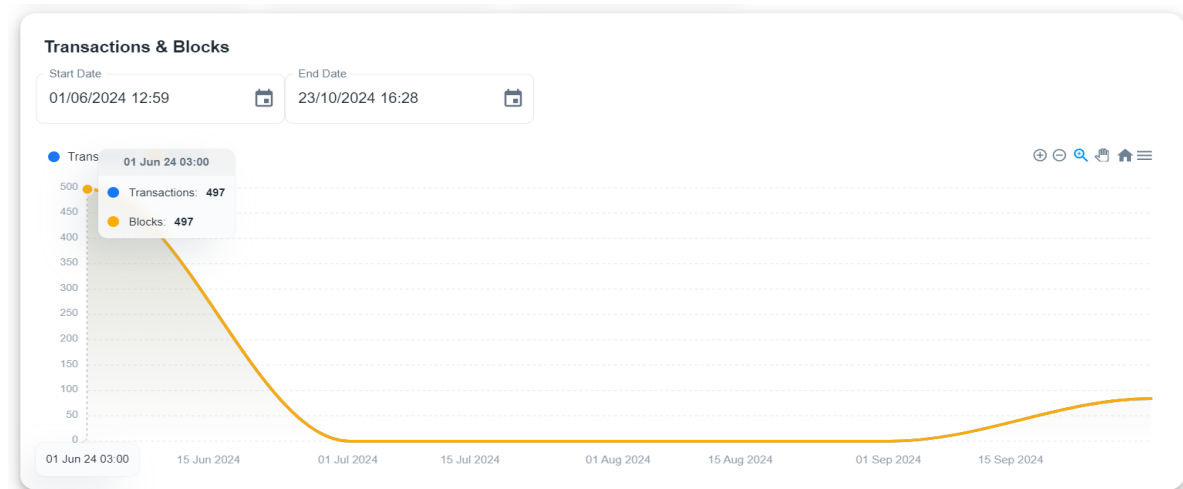 Transactions & Blocks
Start Date
01/06/2024 12:59
End Date
23/10/2024 16:28
Trans
01 Jun 24 03:00
Transactions: 497
Blocks: 497
500
450
400
350
300
250
200
150
100
50
0
01 Jun 24 03:00
15 Jun 2024
01 Jul 2024
15 Jul 2024
01 Aug 2024
15 Aug 2024
01 Sep 2024
15 Sep 2024